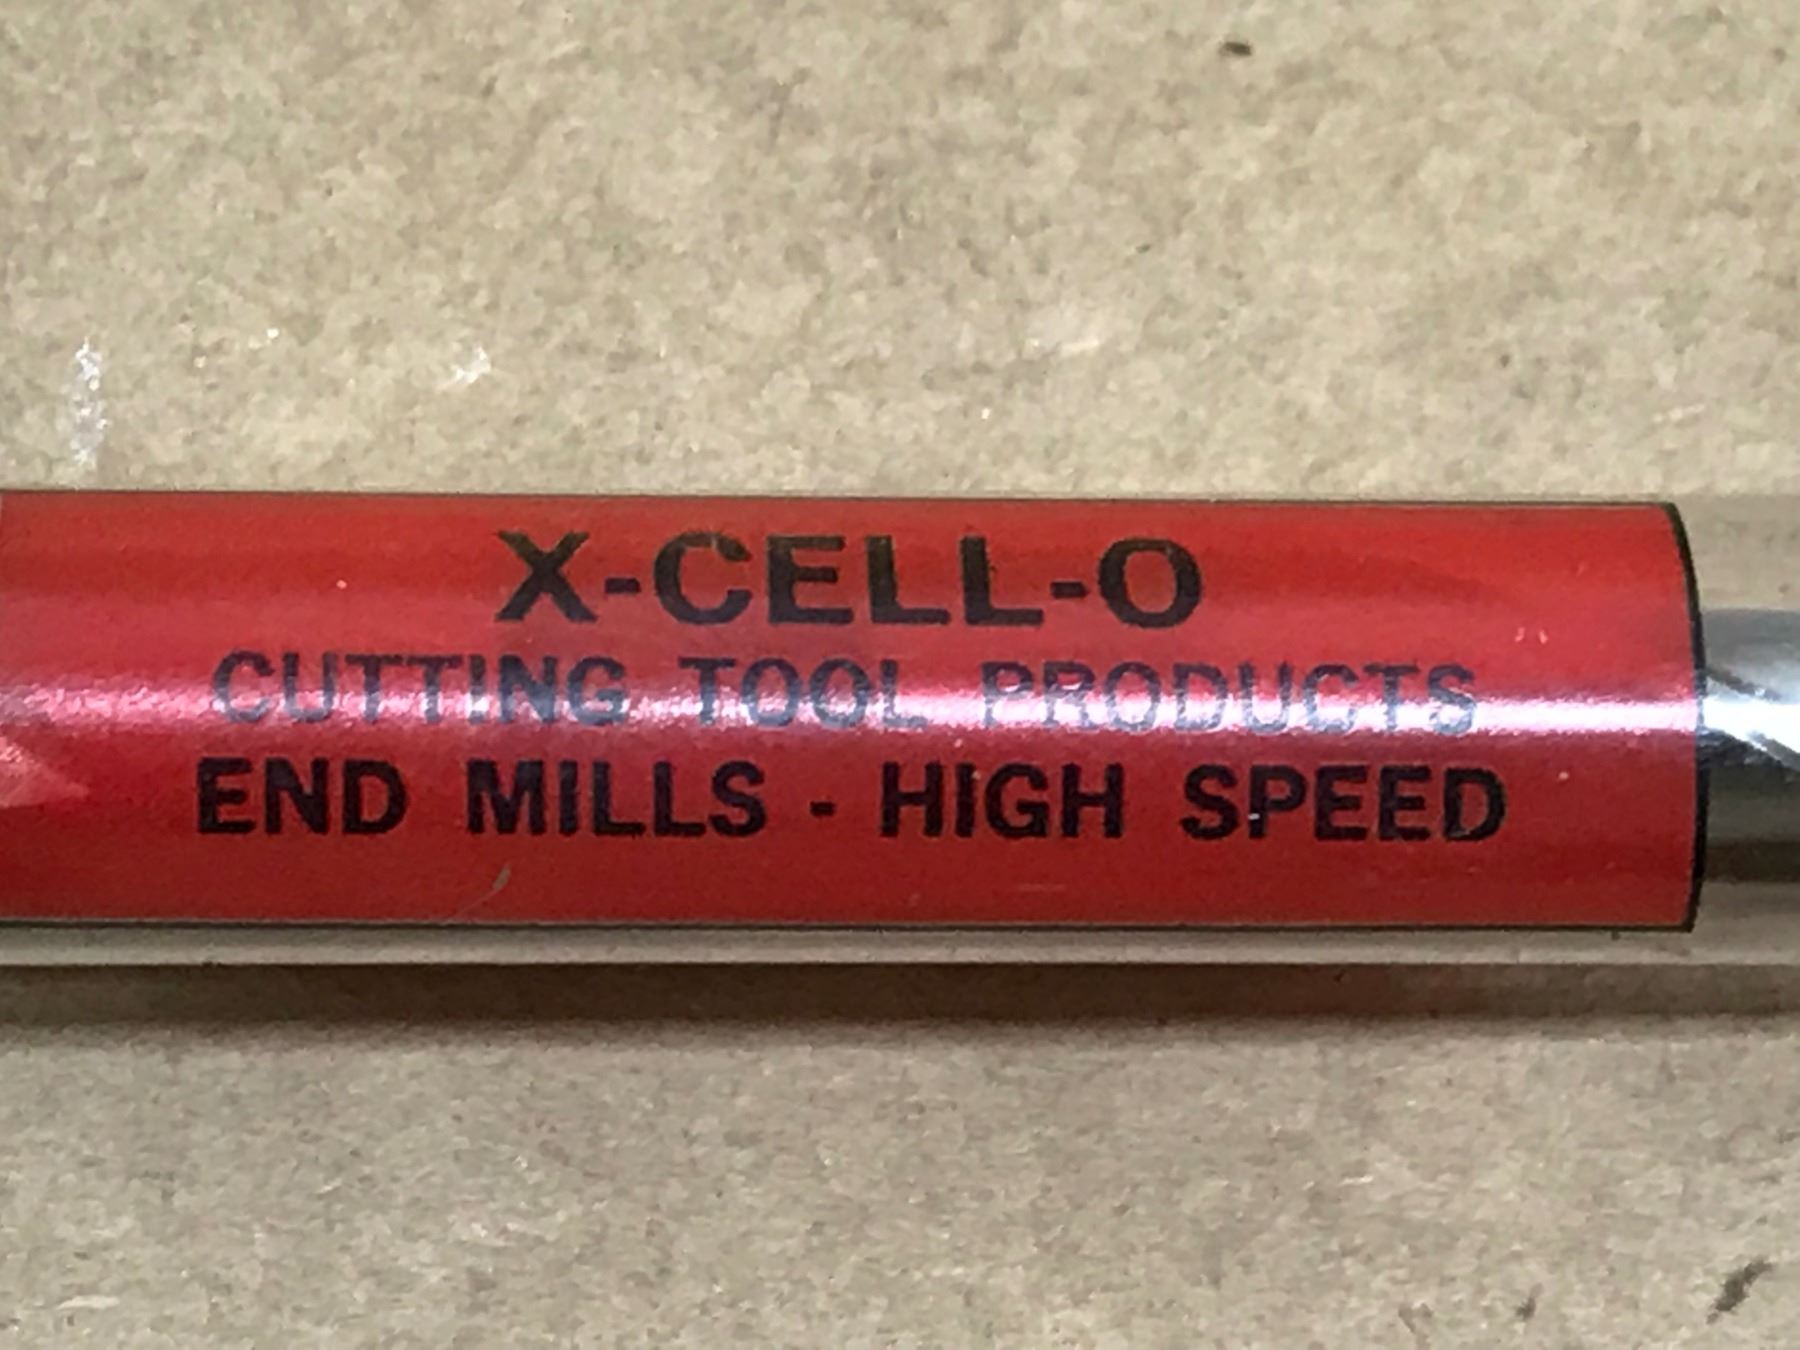 X-CELL-O
CUTTING TOOL PRODUCTS
END MILLS - HIGH SPEED